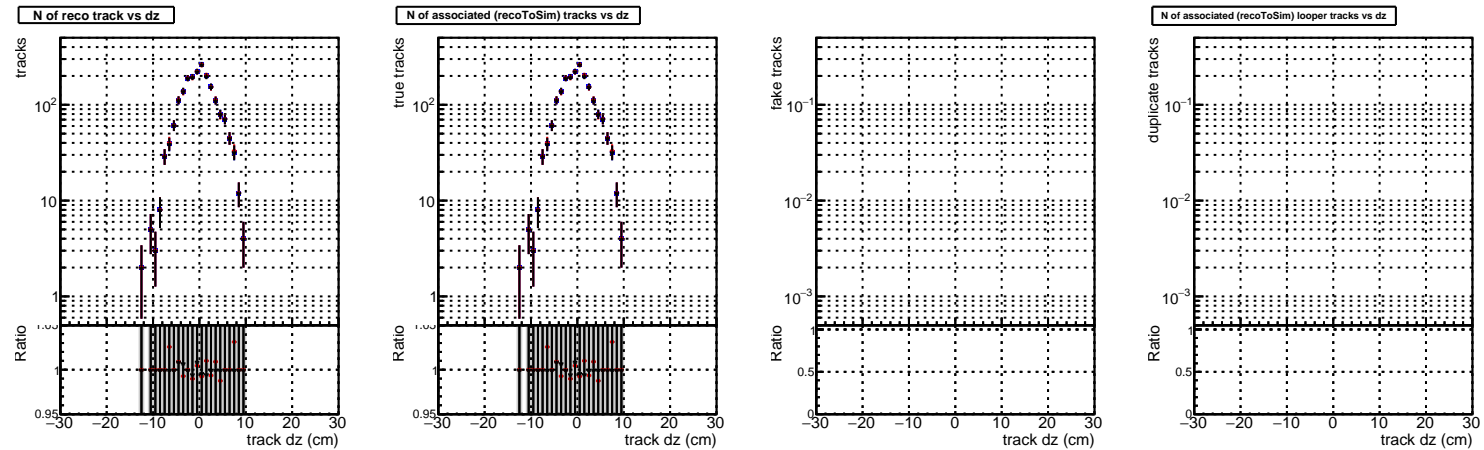 N of reco track vs dz
tracks
10²
10
1
Ratio
1.05
1
0.95
−30 −20 −10 0 10 20 30
track dz (cm)
N of associated (recoToSim) tracks vs dz
true tracks
10²
10
1
Ratio
1.05
1
0.95
−30 −20 −10 0 10 20 30
track dz (cm)
fake tracks
10⁻¹
10⁻²
10⁻³
Ratio
1
0.5
0
−30 −20 −10 0 10 20 30
track dz (cm)
N of associated (recoToSim) looper tracks vs dz
duplicate tracks
10⁻¹
10⁻²
10⁻³
Ratio
1
0.5
0
−30 −20 −10 0 10 20 30
track dz (cm)